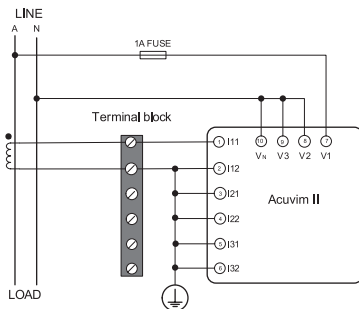 LINE
A N
1A FUSE
Terminal block
10 9 8 7
VN V3 V2 V1
1 I11
2 I12
3 I21
4 I22
5 I31
6 I32
Acuvim II
LOAD